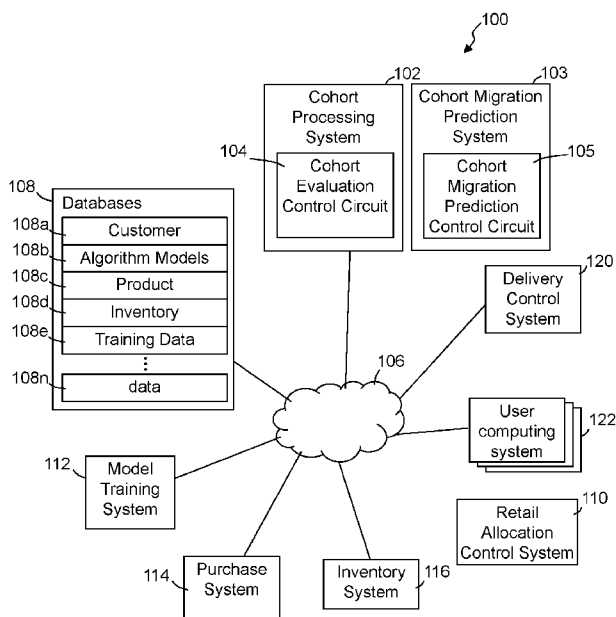 100
102
Cohort
Processing
System
104
Cohort
Evaluation
Control Circuit
103
Cohort Migration
Prediction
System
105
Cohort
Migration
Prediction
Control Circuit
108
Databases
108a
Customer
108b
Algorithm Models
108c
Product
108d
Inventory
108e
Training Data
108n
data
120
Delivery
Control
System
106
User
computing
system
122
112
Model
Training
System
110
Retail
Allocation
Control System
114
Purchase
System
Inventory
System
116